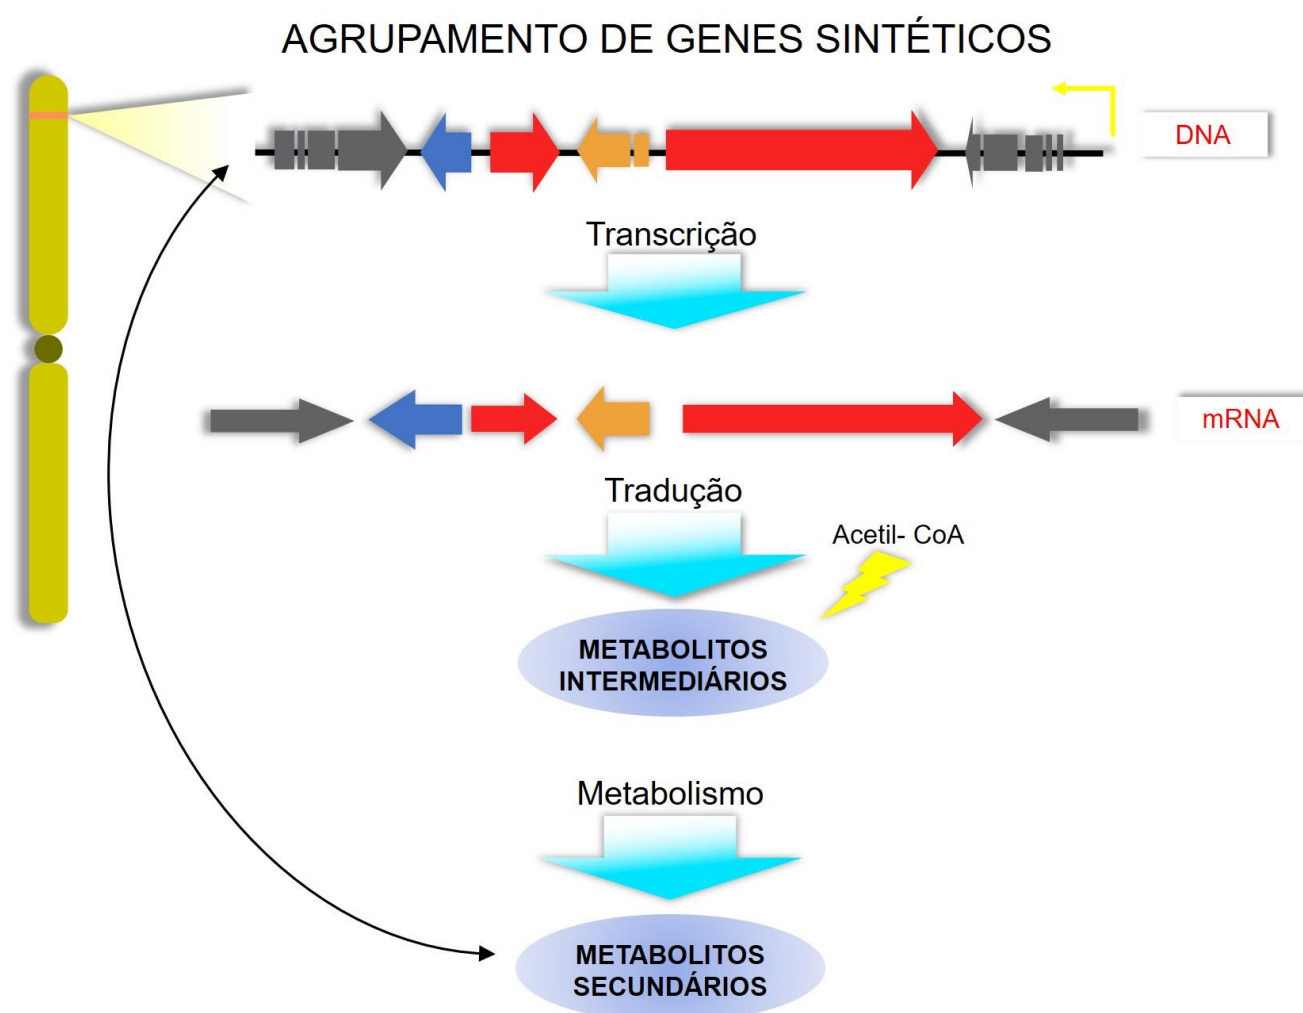 AGRUPAMENTO DE GENES SINTÉTICOS
DNA
Transcrição
mRNA
Tradução
Acetil- CoA
METABOLITOS
INTERMEDIÁRIOS
Metabolismo
METABOLITOS
SECUNDÁRIOS